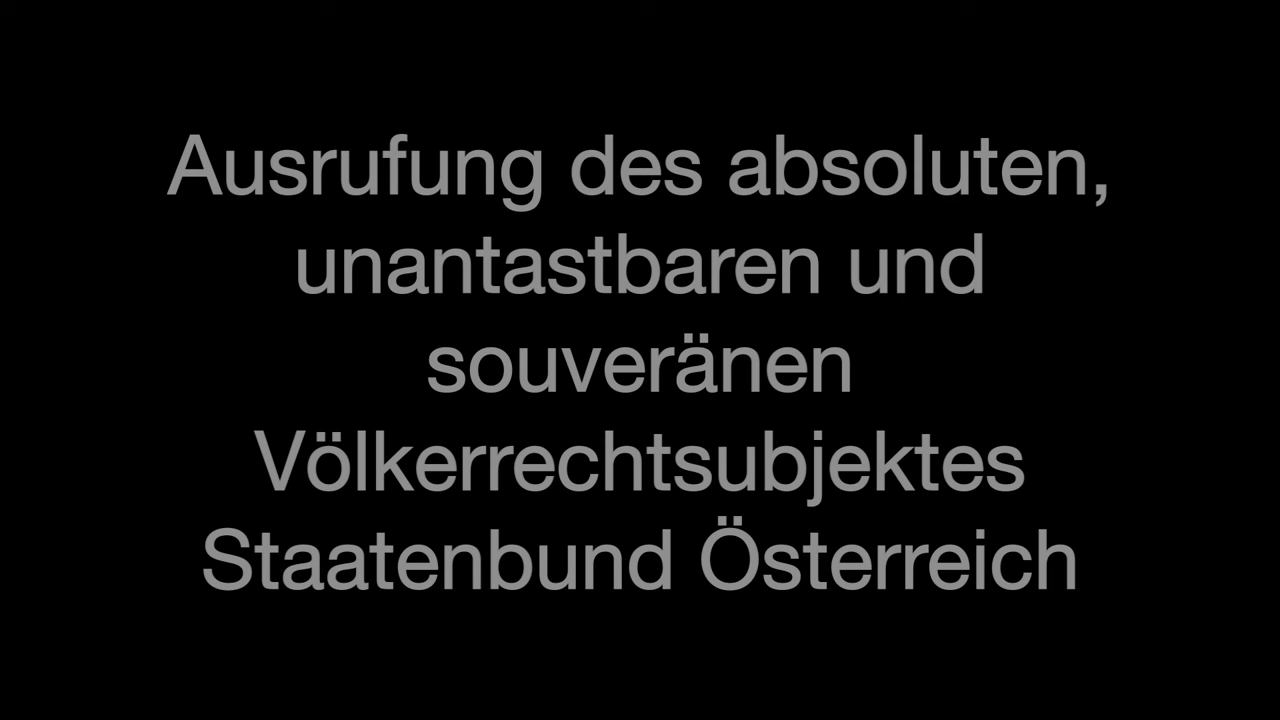 Ausrufung des absoluten,
unantastbaren und
souveränen
Völkerrechtsubjektes
Staatenbund Österreich